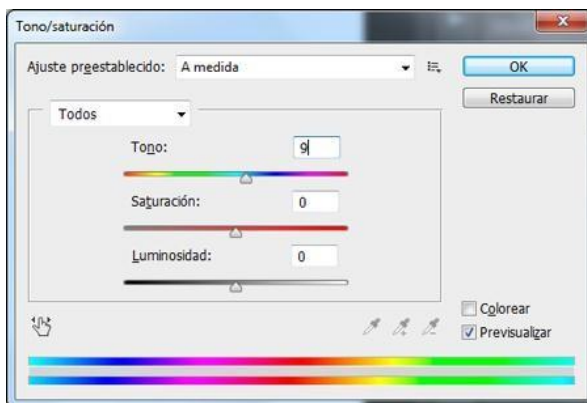 Tono/saturación
Ajuste preestablecido: A medida
OK
Restaurar
Todos
Tono: 9
Saturación: 0
Luminosidad: 0
Colorear
Previsualizar